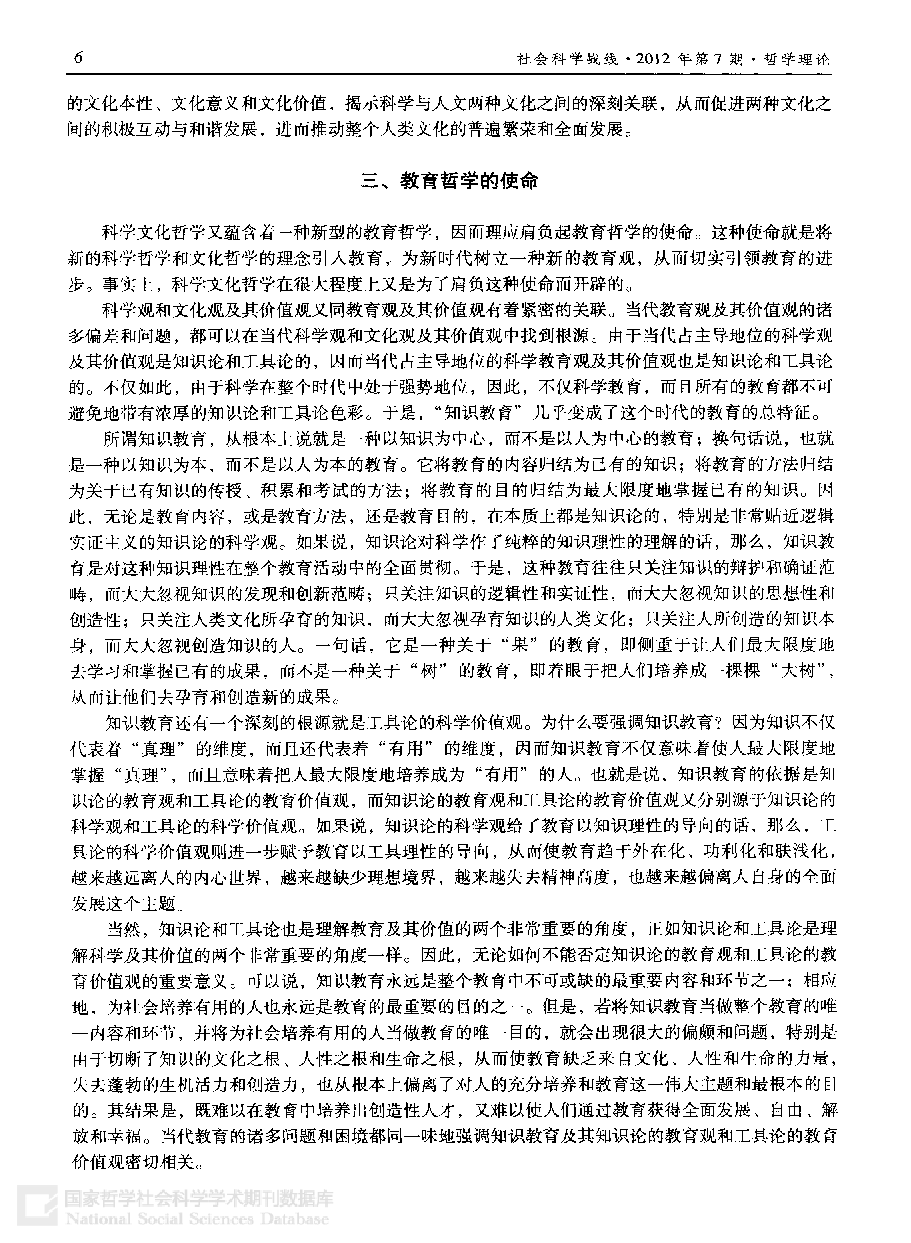 6
社会科学战线·2012 年第 7 期·哲学理论
的文化本性、文化意义和文化价值，揭示科学与人文两种文化之间的深刻关联，从而促进两种文化之
间的积极互动与和谐发展，进而推动整个人类文化的普遍繁荣和全面发展。
三、教育哲学的使命
科学文化哲学又蕴含着一种新型的教育哲学，因而理应肩负起教育哲学的使命。这种使命就是将
新的科学哲学和文化哲学的理念引入教育，为新时代树立一种新的教育观，从而切实引领教育的进
步。事实上，科学文化哲学在很大程度上又是为了肩负这种使命而开辟的。
科学观和文化观及其价值观又同教育观及其价值观有着紧密的关联。当代教育观及其价值观的诸
多偏差和问题，都可以在当代科学观和文化观及其价值观中找到根源。由于当代占主导地位的科学观
及其价值观是知识论和工具论的，因而当代占主导地位的科学教育观及其价值观也是知识论和工具论
的。不仅如此，由于科学在整个时代中处于强势地位，因此，不仅科学教育，而且所有的教育都不可
避免地带有浓厚的知识论和工具论色彩。于是，“知识教育”几乎变成了这个时代的教育的总特征。
所谓知识教育，从根本上说就是一种以知识为中心，而不是以人为中心的教育；换句话说，也就
是一种以知识为本、而不是以人为本的教育。它将教育的内容归结为已有的知识；将教育的方法归结
为关于已有知识的传授、积累和考试的方法；将教育的目的归结为最大限度地掌握已有的知识。因
此，无论是教育内容，或是教育方法，还是教育目的，在本质上都是知识论的，特别是非常贴近逻辑
实证主义的知识论的科学观。如果说，知识论对科学作了纯粹的知识理性的理解的话，那么，知识教
育是对这种知识理性在整个教育活动中的全面贯彻。于是，这种教育往往只关注知识的辩护和确证范
畴，而大大忽视知识的发现和创新范畴；只关注知识的逻辑性和实证性，而大大忽视知识的思想性和
创造性；只关注人类文化所孕育的知识，而大大忽视孕育知识的人类文化；只关注人所创造的知识本
身，而大大忽视创造知识的人。一句话，它是一种关于“果”的教育，即侧重于让人们最大限度地
去学习和掌握已有的成果，而不是一种关于“树”的教育，即着眼于把人们培养成一棵棵“大树”，
从而让他们去孕育和创造新的成果。
知识教育还有一个深刻的根源就是工具论的科学价值观。为什么要强调知识教育？因为知识不仅
代表着“真理”的维度，而且还代表着“有用”的维度，因而知识教育不仅意味着使人最大限度地
掌握“真理”，而且意味着把人最大限度地培养成为“有用”的人。也就是说，知识教育的依据是知
识论的教育观和工具论的教育价值观，而知识论的教育观和工具论的教育价值观又分别源于知识论的
科学观和工具论的科学价值观。如果说，知识论的科学观给了教育以知识理性的导向的话，那么，工
具论的科学价值观则进一步赋予教育以工具理性的导向，从而使教育趋于外在化、功利化和肤浅化，
越来越远离人的内心世界，越来越缺少理想境界，越来越失去精神高度，也越来越偏离人自身的全面
发展这个主题。
当然，知识论和工具论也是理解教育及其价值的两个非常重要的角度，正如知识论和工具论是理
解科学及其价值的两个非常重要的角度一样。因此，无论如何不能否定知识论的教育观和工具论的教
育价值观的重要意义。可以说，知识教育永远是整个教育中不可或缺的最重要内容和环节之一；相应
地，为社会培养有用的人也永远是教育的最重要的目的之一。但是，若将知识教育当做整个教育的唯
一内容和环节，并将为社会培养有用的人当做教育的唯一目的，就会出现很大的偏颇和问题，特别是
由于切断了知识的文化之根、人性之根和生命之根，从而使教育缺乏来自文化、人性和生命的力量，
失去蓬勃的生机活力和创造力，也从根本上偏离了对人的充分培养和教育这一伟大主题和最根本的目
的。其结果是，既难以在教育中培养出创造性人才，又难以使人们通过教育获得全面发展、自由、解
放和幸福。当代教育的诸多问题和困境都同一味地强调知识教育及其知识论的教育观和工具论的教育
价值观密切相关。
国家哲学社会科学学术期刊数据库
National Social Sciences Database